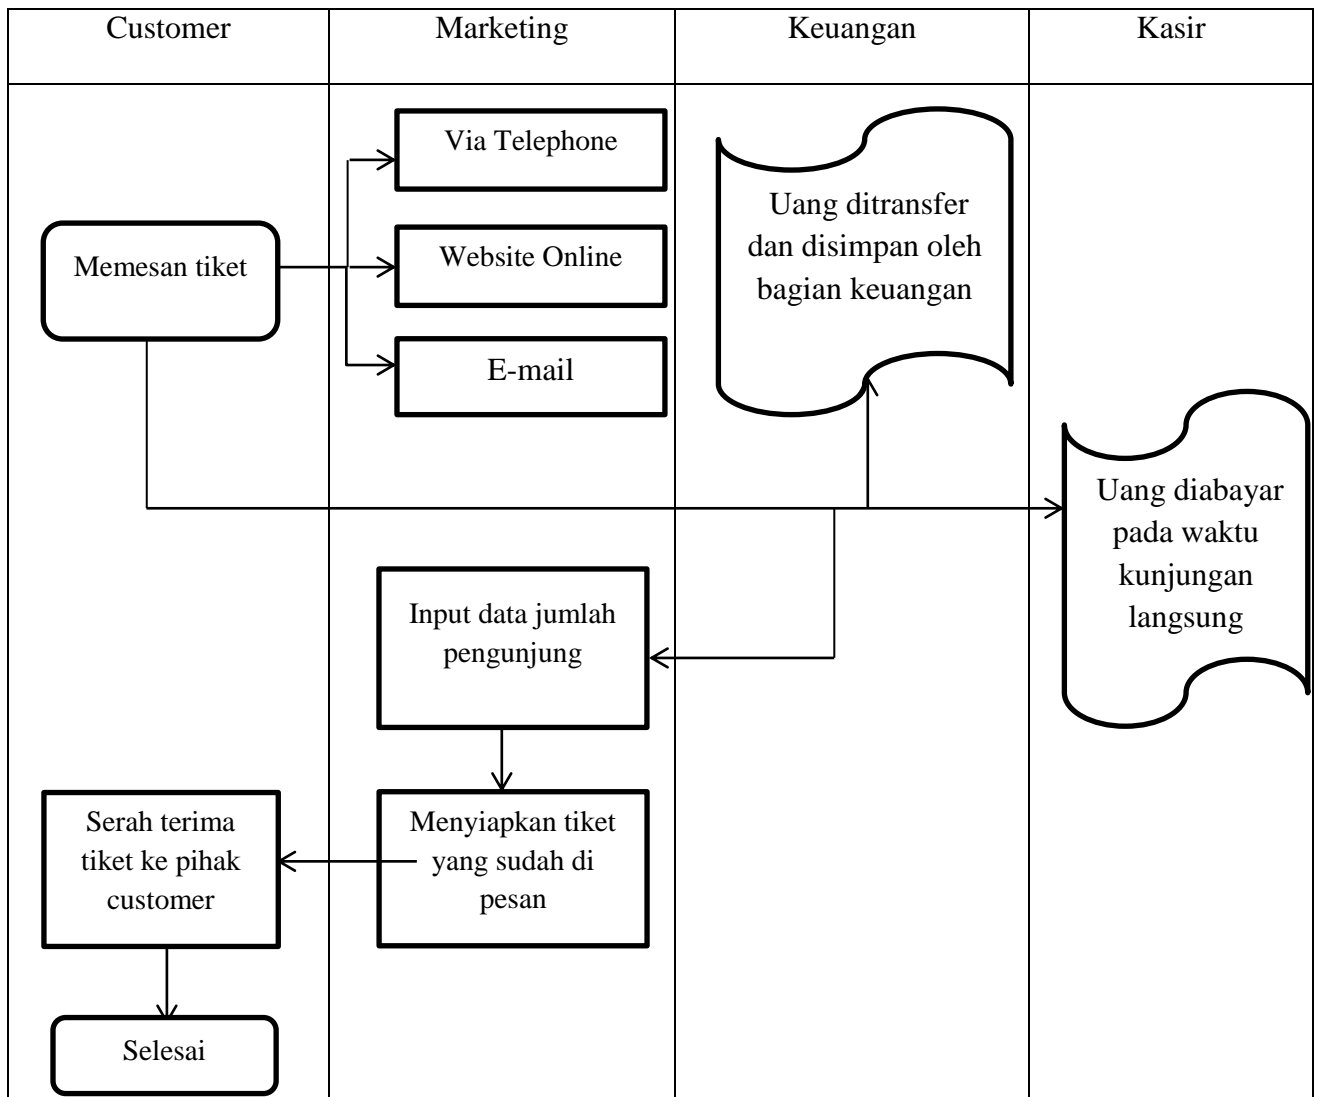 Customer
Marketing
Keuangan
Kasir
Via Telephone
Website Online
E-mail
Memesan tiket
Uang ditransfer
dan disimpan oleh
bagian keuangan
Uang diabayar
pada waktu
kunjungan
langsung
Input data jumlah
pengunjung
Menyiapkan tiket
yang sudah di
pesan
Serah terima
tiket ke pihak
customer
Selesai